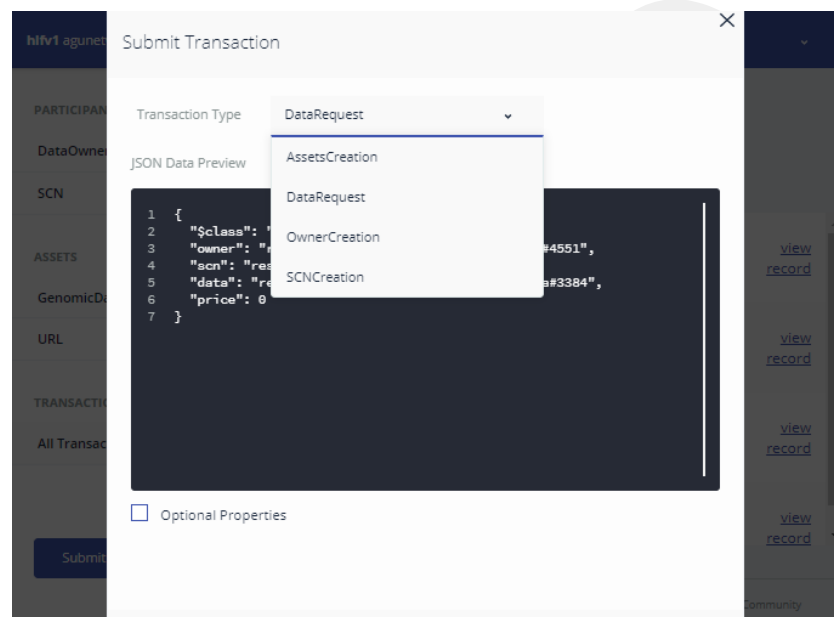 hlfv1 agunet
Submit Transaction
PARTICIPAN
DataOwne
SCN
ASSETS
GenomicDa
URL
TRANSACTIO
All Transac
Submit
Transaction Type
DataRequest
AssetsCreation
DataRequest
OwnerCreation
SCNCreation
JSON Data Preview
1 {
2 "$class": "
3 "owner": "r #4551",
4 "scn": "res
5 "data": "re a#3384",
6 "price": 0
7 }
Optional Properties
view
record
view
record
view
record
view
record
Community